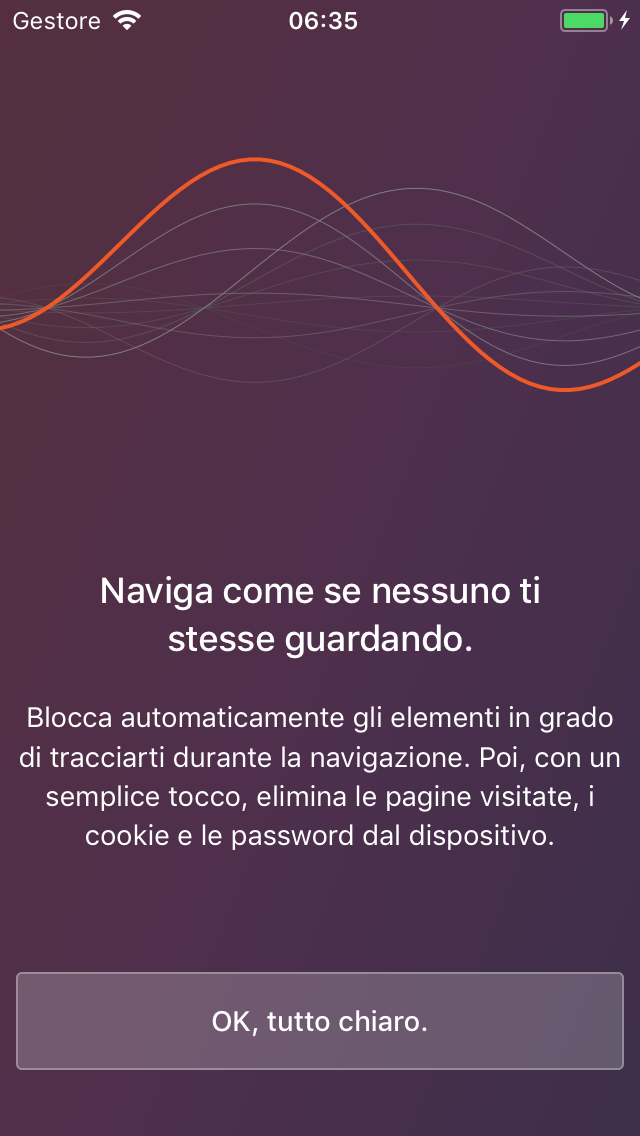 Gestore
06:35
Naviga come se nessuno ti
stesse guardando.
Blocca automaticamente gli elementi in grado
di tracciarti durante la navigazione. Poi, con un
semplice tocco, elimina le pagine visitate, i
cookie e le password dal dispositivo.
OK, tutto chiaro.